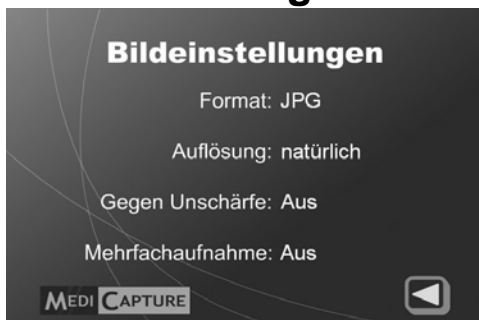 Bildeinstellungen
Format: JPG
Auflösung: natürlich
Gegen Unschärfe: Aus
Mehrfachaufnahme: Aus
MEDI CAPTURE